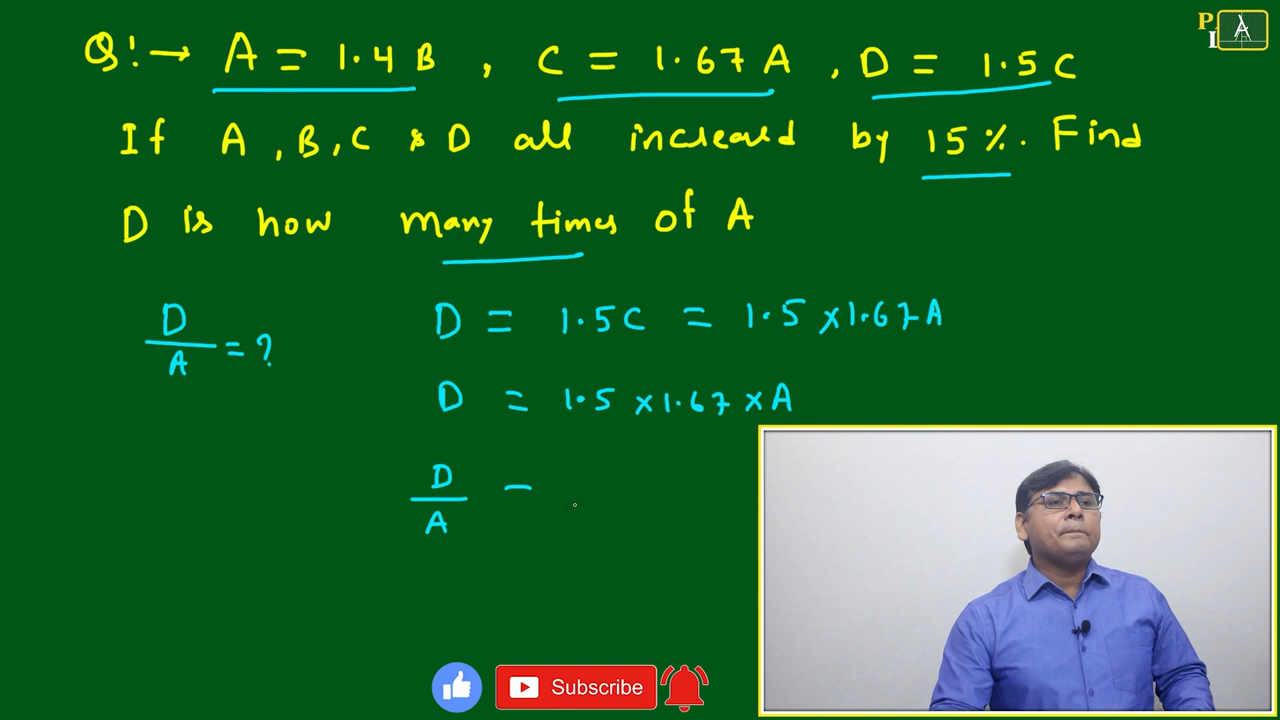 P
I A
Q! → A = 1.4 B , C = 1.67 A , D = 1.5 C
If A , B , C & D all increased by 15 %. Find
D is how many times of A
D/A = ?
D = 1.5 C = 1.5 × 1.67 A
D = 1.5 × 1.67 × A
D/A =
Subscribe